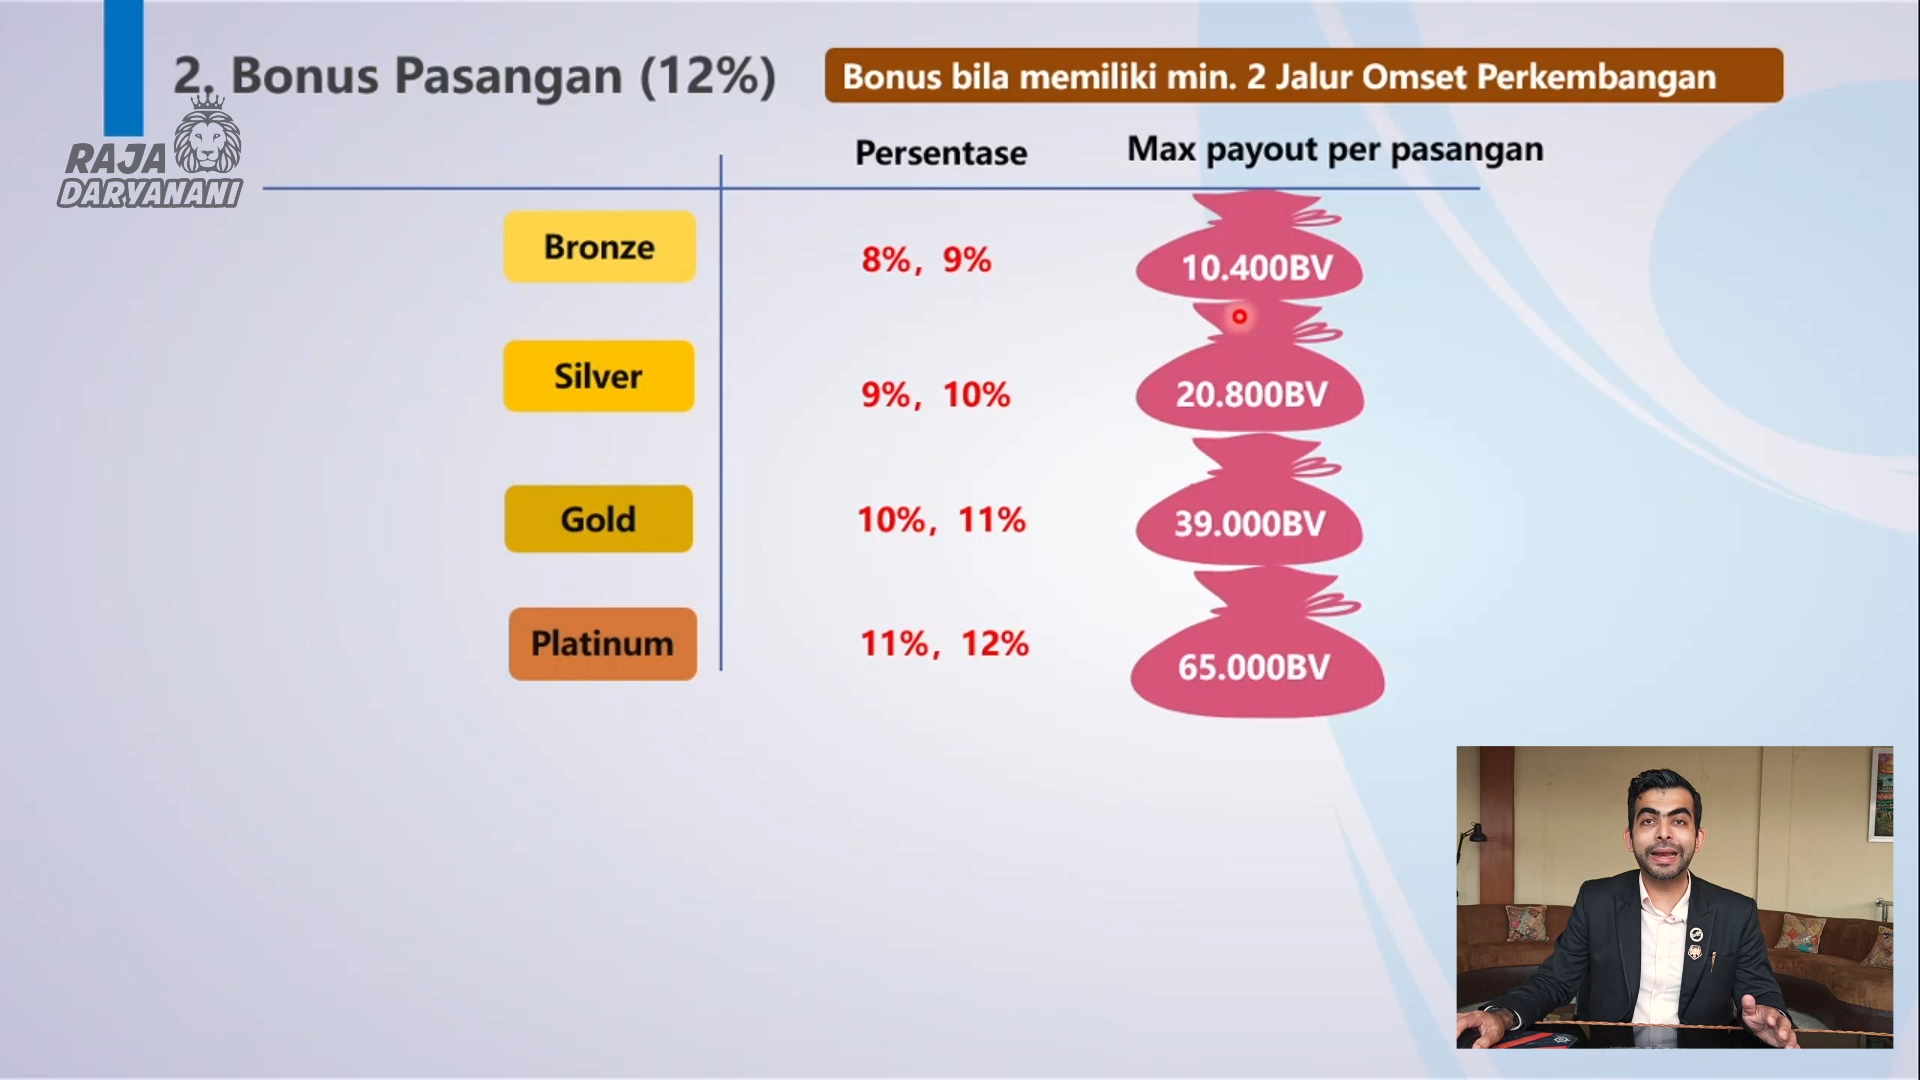 2. Bonus Pasangan (12%)
Bonus bila memiliki min. 2 Jalur Omset Perkembangan
RAJA
DARYANANI
Persentase
Max payout per pasangan
Bronze
8%, 9%
10.400BV
Silver
9%, 10%
20.800BV
Gold
10%, 11%
39.000BV
Platinum
11%, 12%
65.000BV